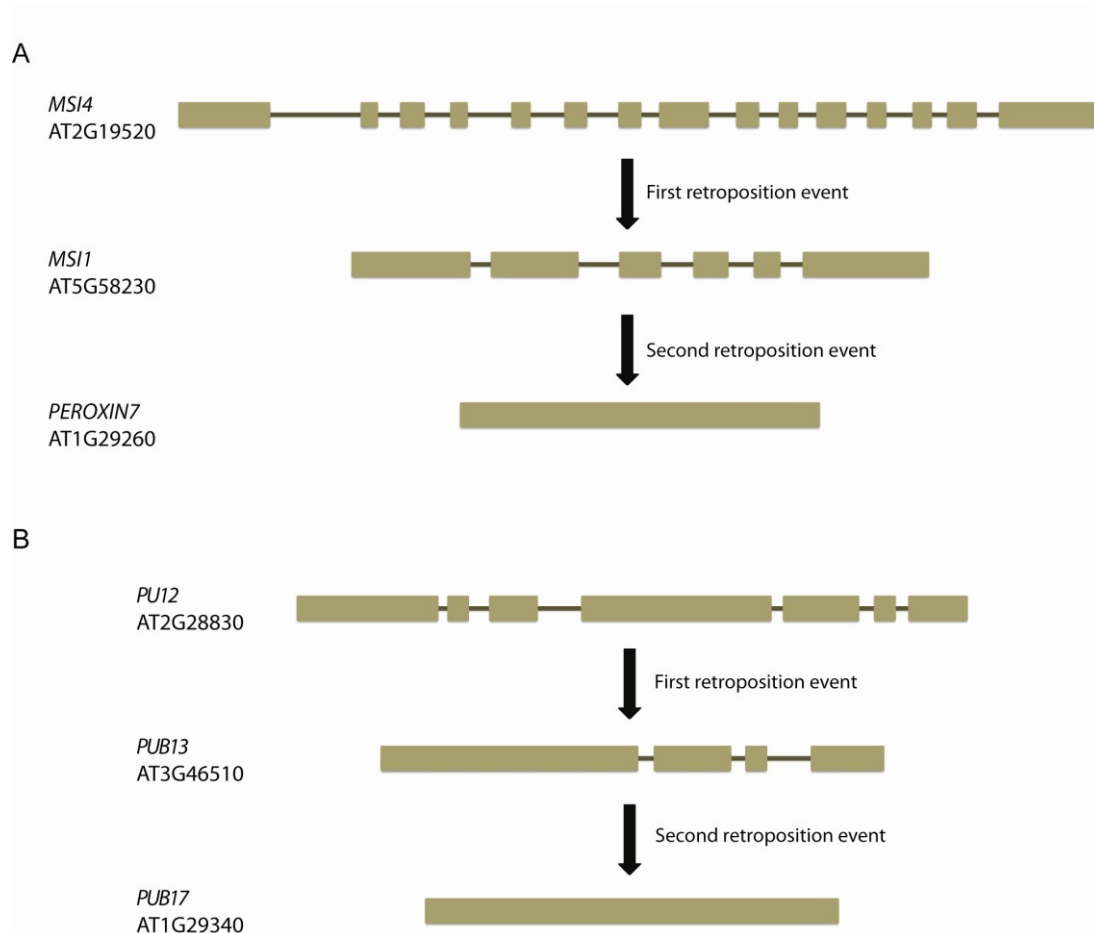 A
MSI4
AT2G19520
First retroposition event
MSI1
AT5G58230
Second retroposition event
PEROXIN7
AT1G29260
B
PU12
AT2G28830
First retroposition event
PUB13
AT3G46510
Second retroposition event
PUB17
AT1G29340